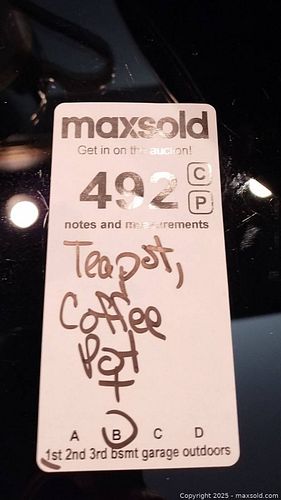 maxsold
Get in on the auction!
492 C
P
notes and measurements
Teapot,
Coffee
Pot
A B C D
1st 2nd 3rd bsmt garage outdoors
Copyright 2025 - maxsold.com